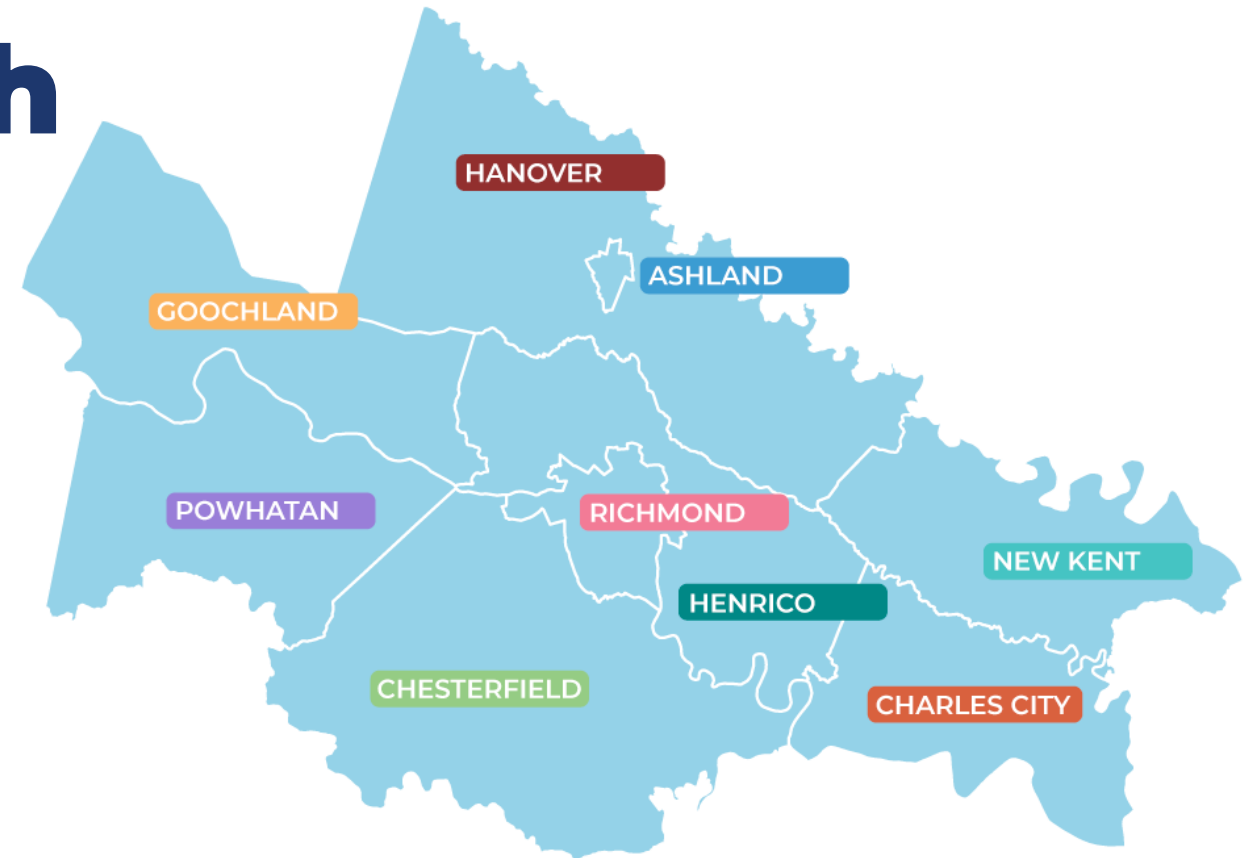 h
HANOVER
ASHLAND
GOOCHLAND
POWHATAN
RICHMOND
NEW KENT
HENRICO
CHESTERFIELD
CHARLES CITY